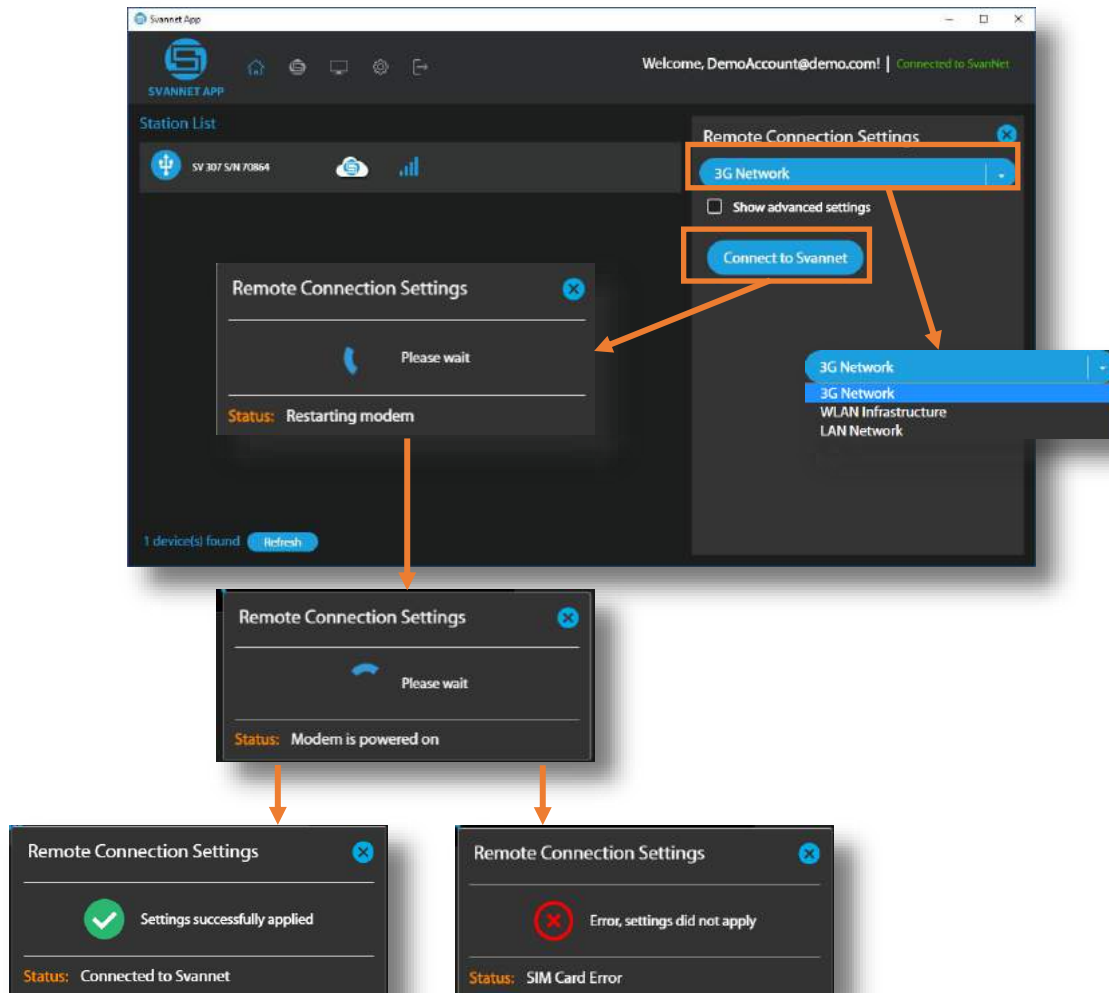 Svannet App
SVANNET APP
Welcome, DemoAccount@demo.com! | Connected to SvanNet
Station List
SV 307 S/N 70864
Remote Connection Settings
3G Network
Show advanced settings
Connect to Svannet
Remote Connection Settings
Please wait
Status: Restarting modem
3G Network
3G Network
WLAN Infrastructure
LAN Network
1 device(s) found Refresh
Remote Connection Settings
Please wait
Status: Modem is powered on
Remote Connection Settings
Settings successfully applied
Status: Connected to Svannet
Remote Connection Settings
Error, settings did not apply
Status: SIM Card Error